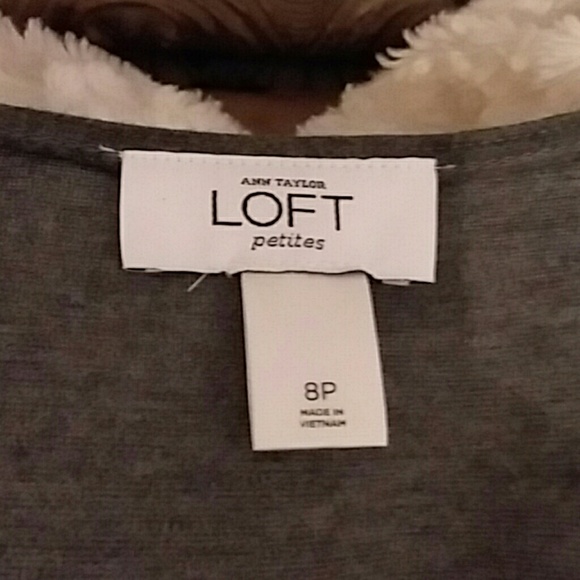 ANN TAYLOR
LOFT
petites
8P
MADE IN
VIETNAM